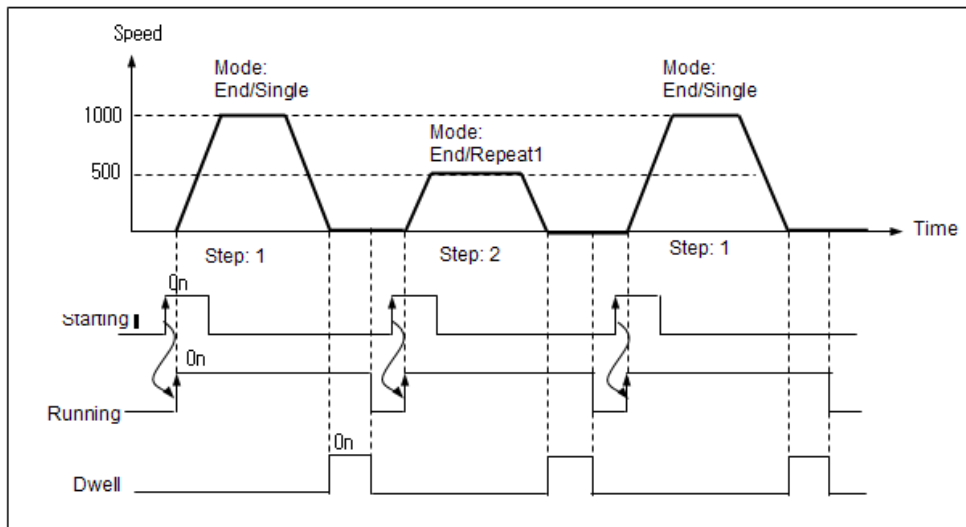 Speed
Mode:
End/Single
Mode:
End/Single
1000
Mode:
End/Repeat1
500
Time
Step: 1
Step: 2
Step: 1
On
Starting
On
Running
On
Dwell